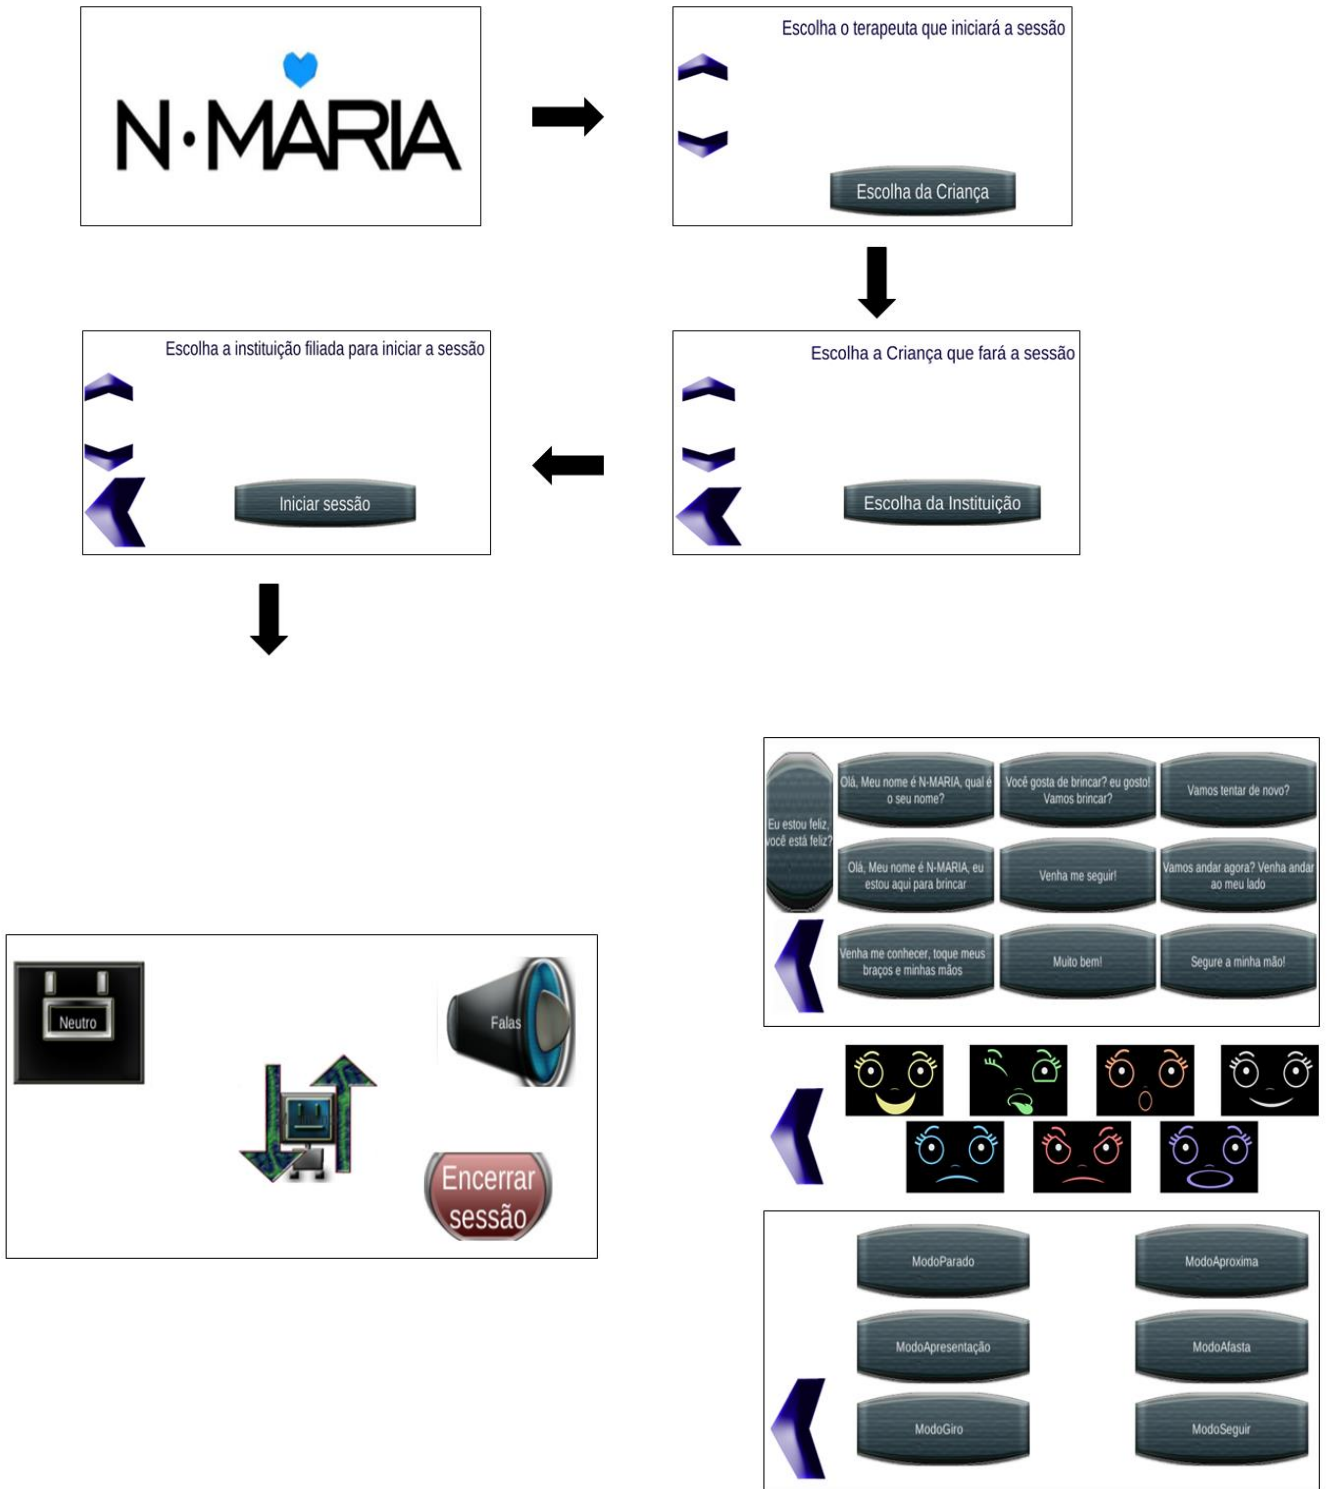 N·MARIA
Escolha o terapeuta que iniciará a sessão
Escolha da Criança
Escolha a instituição filiada para iniciar a sessão
Iniciar sessão
Escolha a Criança que fará a sessão
Escolha da Instituição
Neutro
Falas
Encerrar
sessão
Eu estou feliz,
você está feliz?
Olá, Meu nome é N-MARIA, qual é
o seu nome?
Você gosta de brincar? eu gosto!
Vamos brincar?
Vamos tentar de novo?
Olá, Meu nome é N-MARIA, eu
estou aqui para brincar
Venha me seguir!
Vamos andar agora? Venha andar
ao meu lado
Venha me conhecer, toque meus
braços e minhas mãos
Muito bem!
Segure a minha mão!
ModoParado
ModoAproxima
ModoApresentação
ModoAfasta
ModoGiro
ModoSeguir